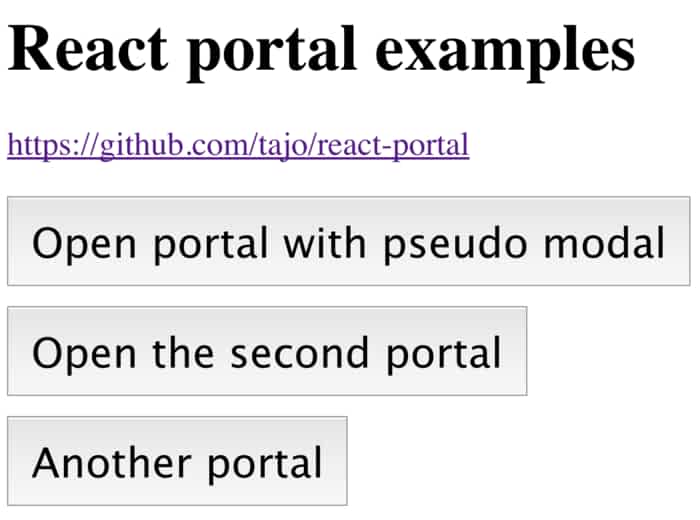 React portal examples
https://github.com/tajo/react-portal
Open portal with pseudo modal
Open the second portal
Another portal